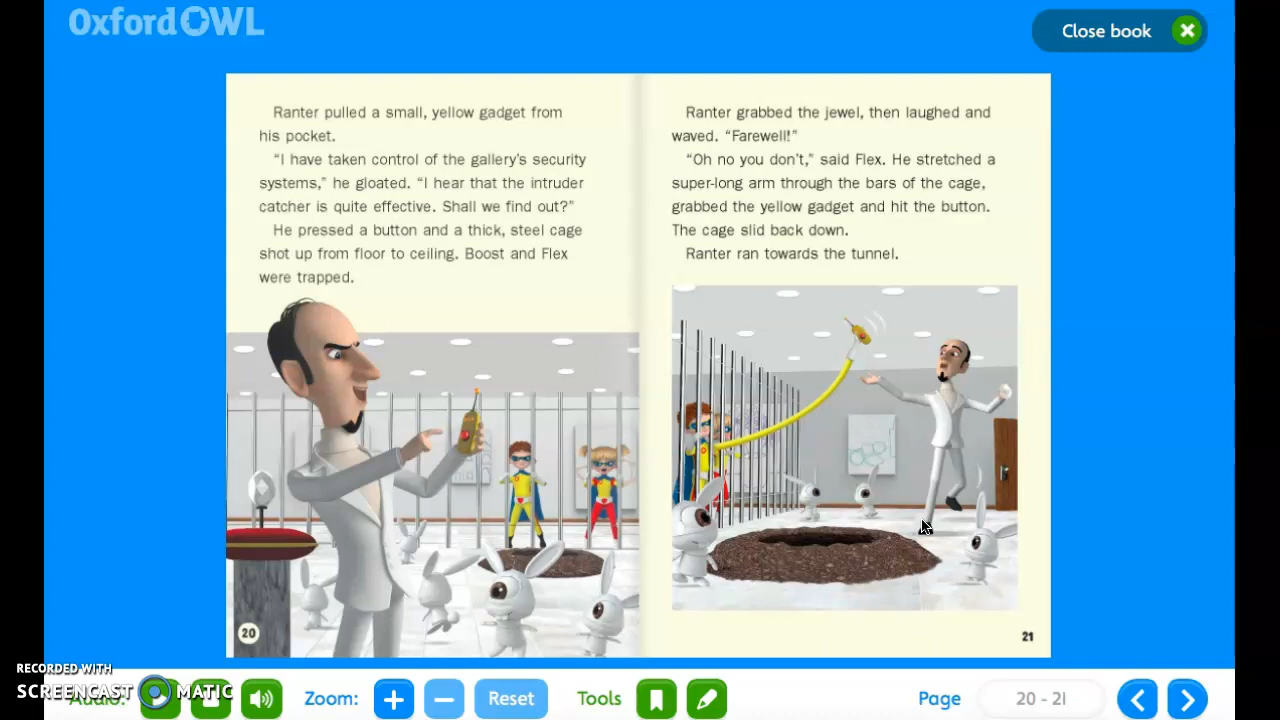 OxfordOWL
Close book
Ranter pulled a small, yellow gadget from
his pocket.
“I have taken control of the gallery’s security
systems,” he gloated. “I hear that the intruder
catcher is quite effective. Shall we find out?”
He pressed a button and a thick, steel cage
shot up from floor to ceiling. Boost and Flex
were trapped.
20
Ranter grabbed the jewel, then laughed and
waved. “Farewell!”
“Oh no you don’t,” said Flex. He stretched a
super-long arm through the bars of the cage,
grabbed the yellow gadget and hit the button.
The cage slid back down.
Ranter ran towards the tunnel.
21
RECORDED WITH
SCREENCAST MATIC
Audio:
Zoom:
Reset
Tools
Page
20 - 21